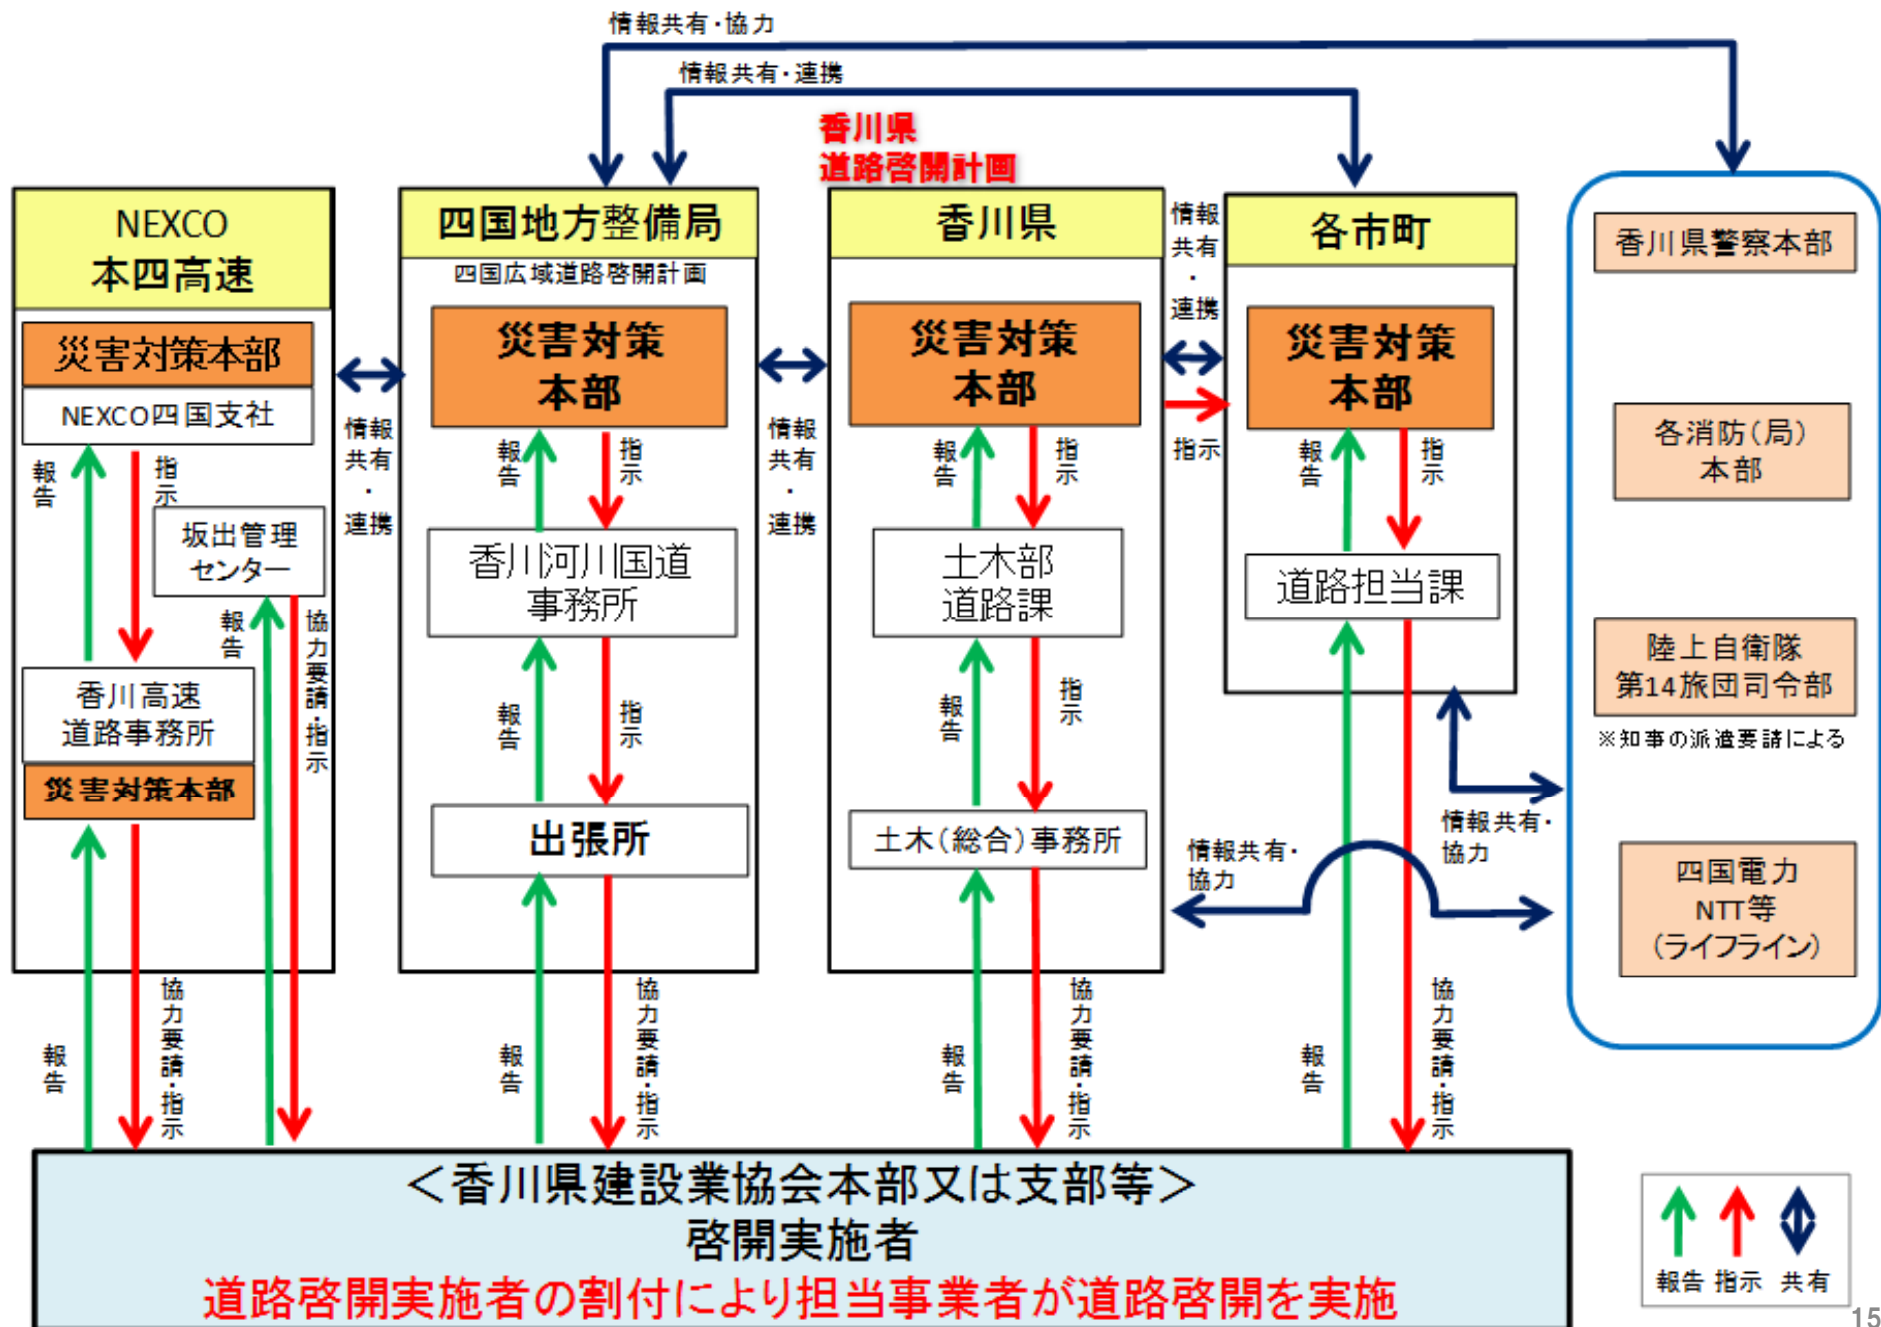 情報共有・協力
情報共有・連携
香川県
道路啓開計画
NEXCO
本四高速
災害対策本部
NEXCO四国支社
報告
指示
坂出管理
センター
報告
協力要請・指示
香川高速
道路事務所
災害対策本部
報告
協力要請・指示
情報
共有
・
連携
四国地方整備局
四国広域道路啓開計画
災害対策
本部
報告
指示
香川河川国道
事務所
報告
指示
出張所
報告
協力要請・指示
情報
共有
・
連携
香川県
災害対策
本部
報告
指示
土木部
道路課
報告
指示
土木(総合)事務所
報告
協力要請・指示
情報
共有
・
連携
指示
各市町
災害対策
本部
報告
指示
道路担当課
報告
協力要請・指示
情報共有・
協力
情報共有・
協力
香川県警察本部
各消防(局)
本部
陸上自衛隊
第14旅団司令部
※知事の派遣要請による
四国電力
NTT等
(ライフライン)
＜香川県建設業協会本部又は支部等＞
啓開実施者
道路啓開実施者の割付により担当事業者が道路啓開を実施
報告 指示 共有
15